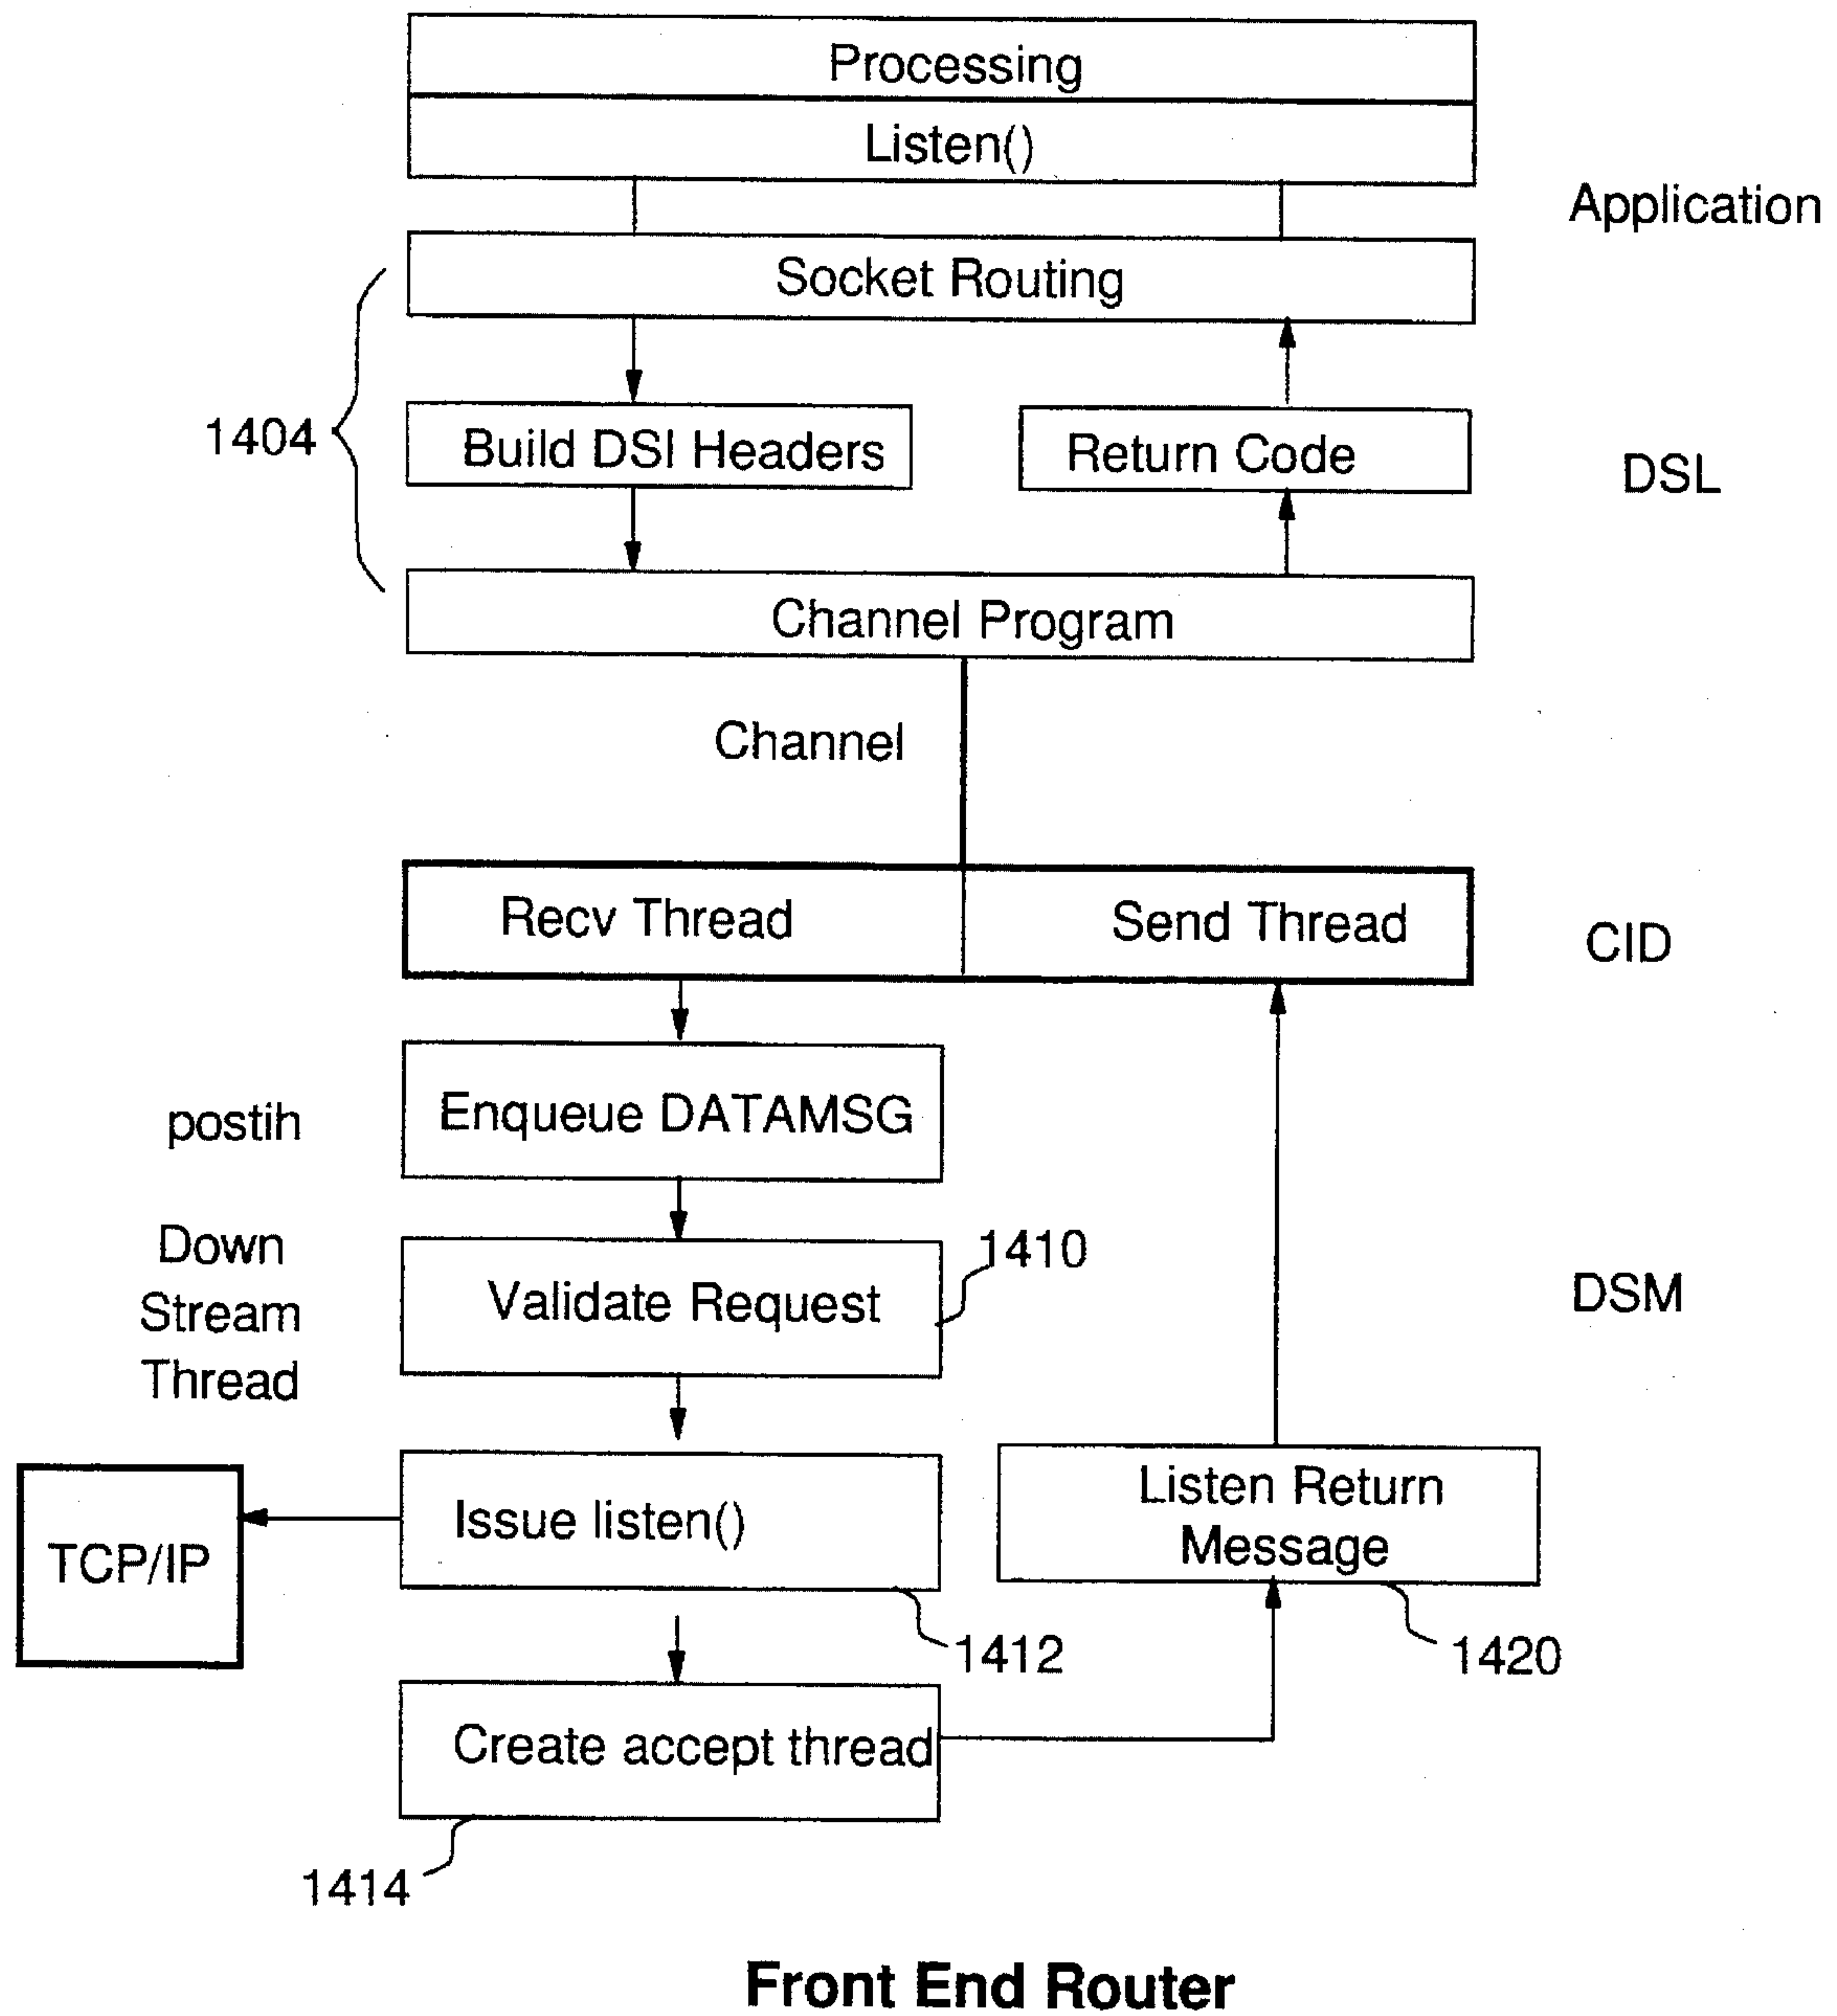 Processing
Listen()
Application
Socket Routing
1404
Build DSI Headers
Return Code
DSL
Channel Program
Channel
Recv Thread
Send Thread
CID
postih
Enqueue DATAMSG
Down
Stream
Thread
1410
Validate Request
DSM
Listen Return
Message
Issue listen()
TCP/IP
1412
1420
Create accept thread
1414
Front End Router